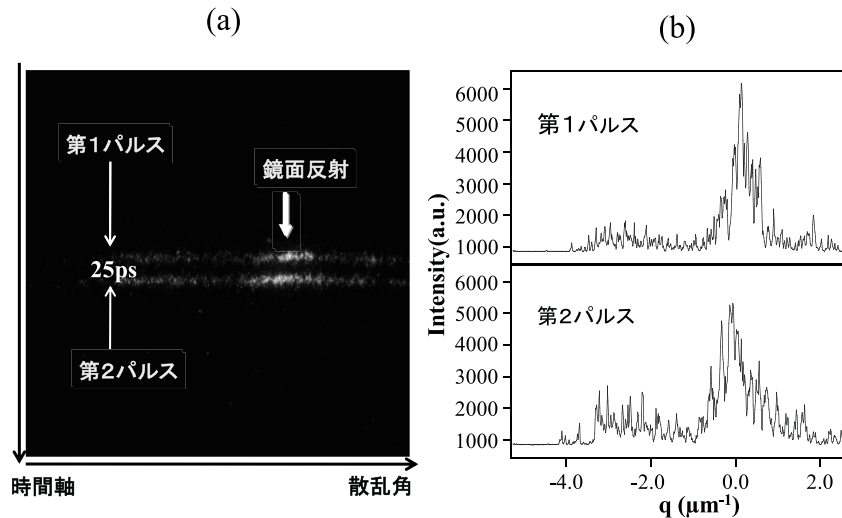 (a)
第1パルス
鏡面反射
25ps
第2パルス
時間軸
散乱角
(b)
6000
5000
4000
3000
2000
1000
第1パルス
6000
5000
4000
3000
2000
1000
第2パルス
Intensity(a.u.)
-4.0 -2.0 0.0 2.0
q (μm⁻¹)